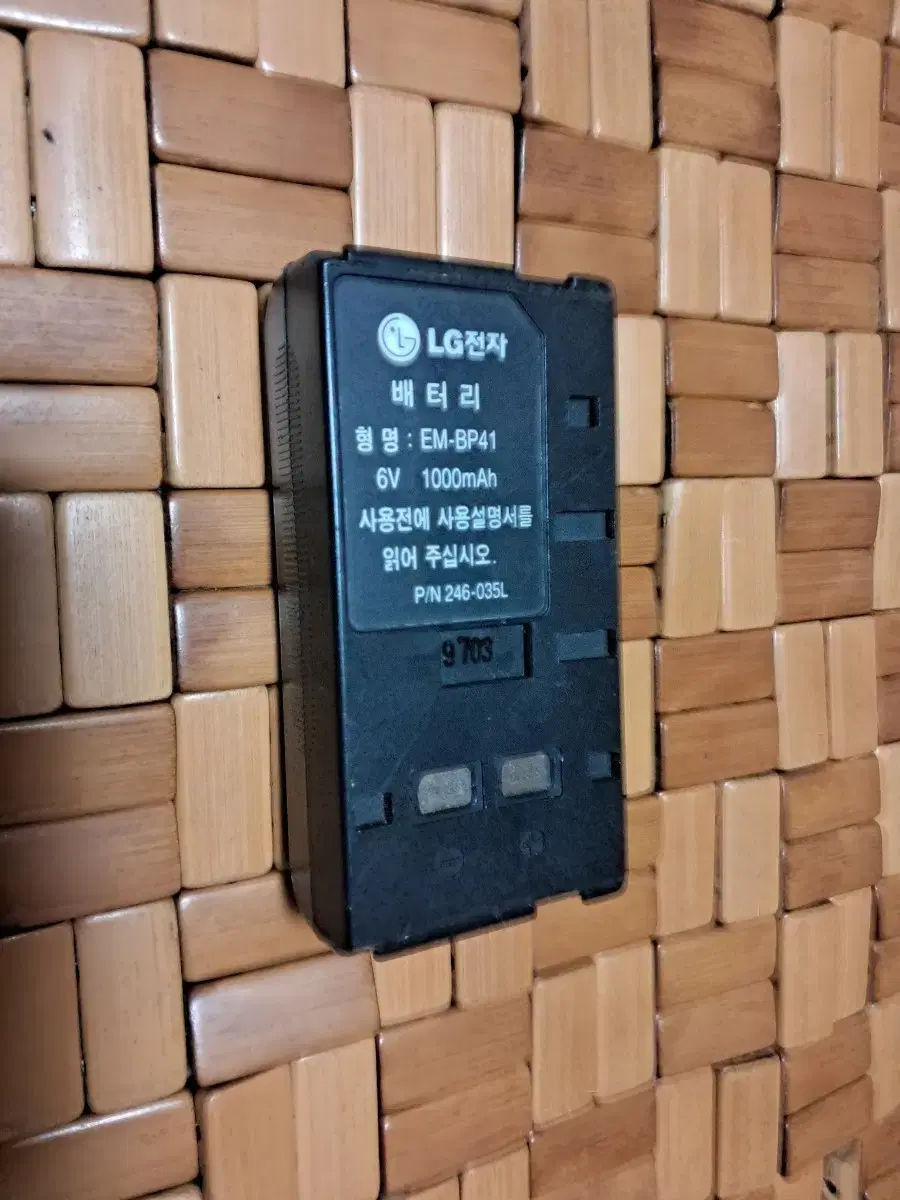 LG전자
배터리
형명 : EM-BP41
6V 1000mAh
사용전에 사용설명서를
읽어 주십시오.
P/N 246-035L
9703